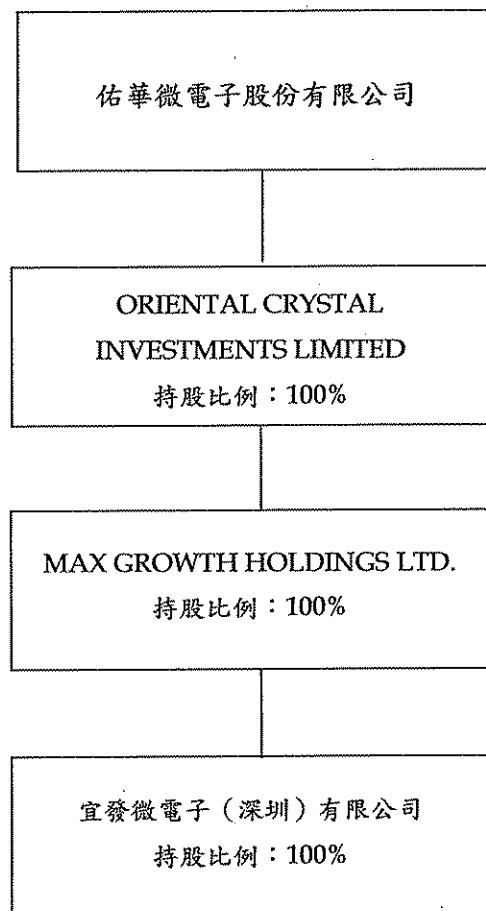 佑華微電子股份有限公司
ORIENTAL CRYSTAL
INVESTMENTS LIMITED
持股比例：100%
MAX GROWTH HOLDINGS LTD.
持股比例：100%
宜發微電子（深圳）有限公司
持股比例：100%